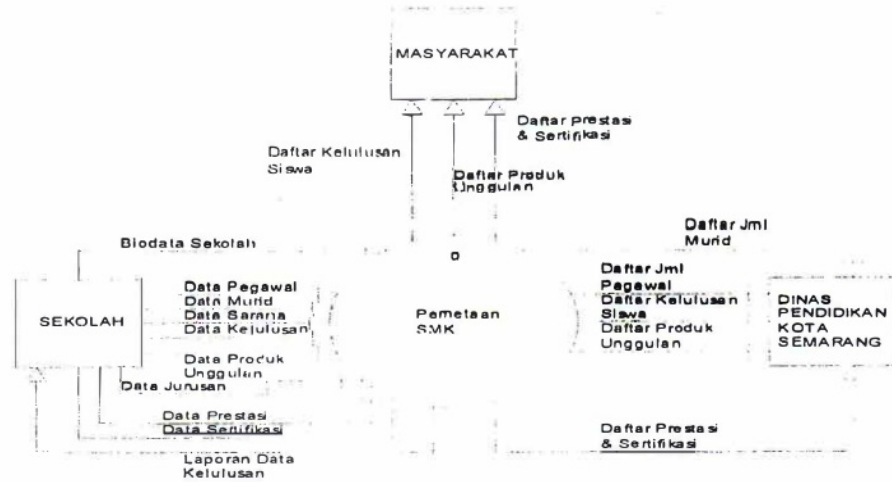 MASYARAKAT
Daftar Prestasi
& Sertifikasi
Daftar Kelulusan
Siswa
Daftar Produk
Unggulan
Daftar Jml
Murid
Biodata Sekolah
0
Data Pegawai
Data Murid
Data Sarana
Data Kelulusan
SEKOLAH
Pemetaan
SMK
Daftar Jml
Pegawai
Daftar Kelulusan
Siswa
Daftar Produk
Unggulan
DINAS
PENDIDIKAN
KOTA
SEMARANG
Data Produk
Unggulan
Data Jurusan
Data Prestasi
Data Sertifikasi
Laporan Data
Kelulusan
Daftar Prestasi
& Sertifikasi